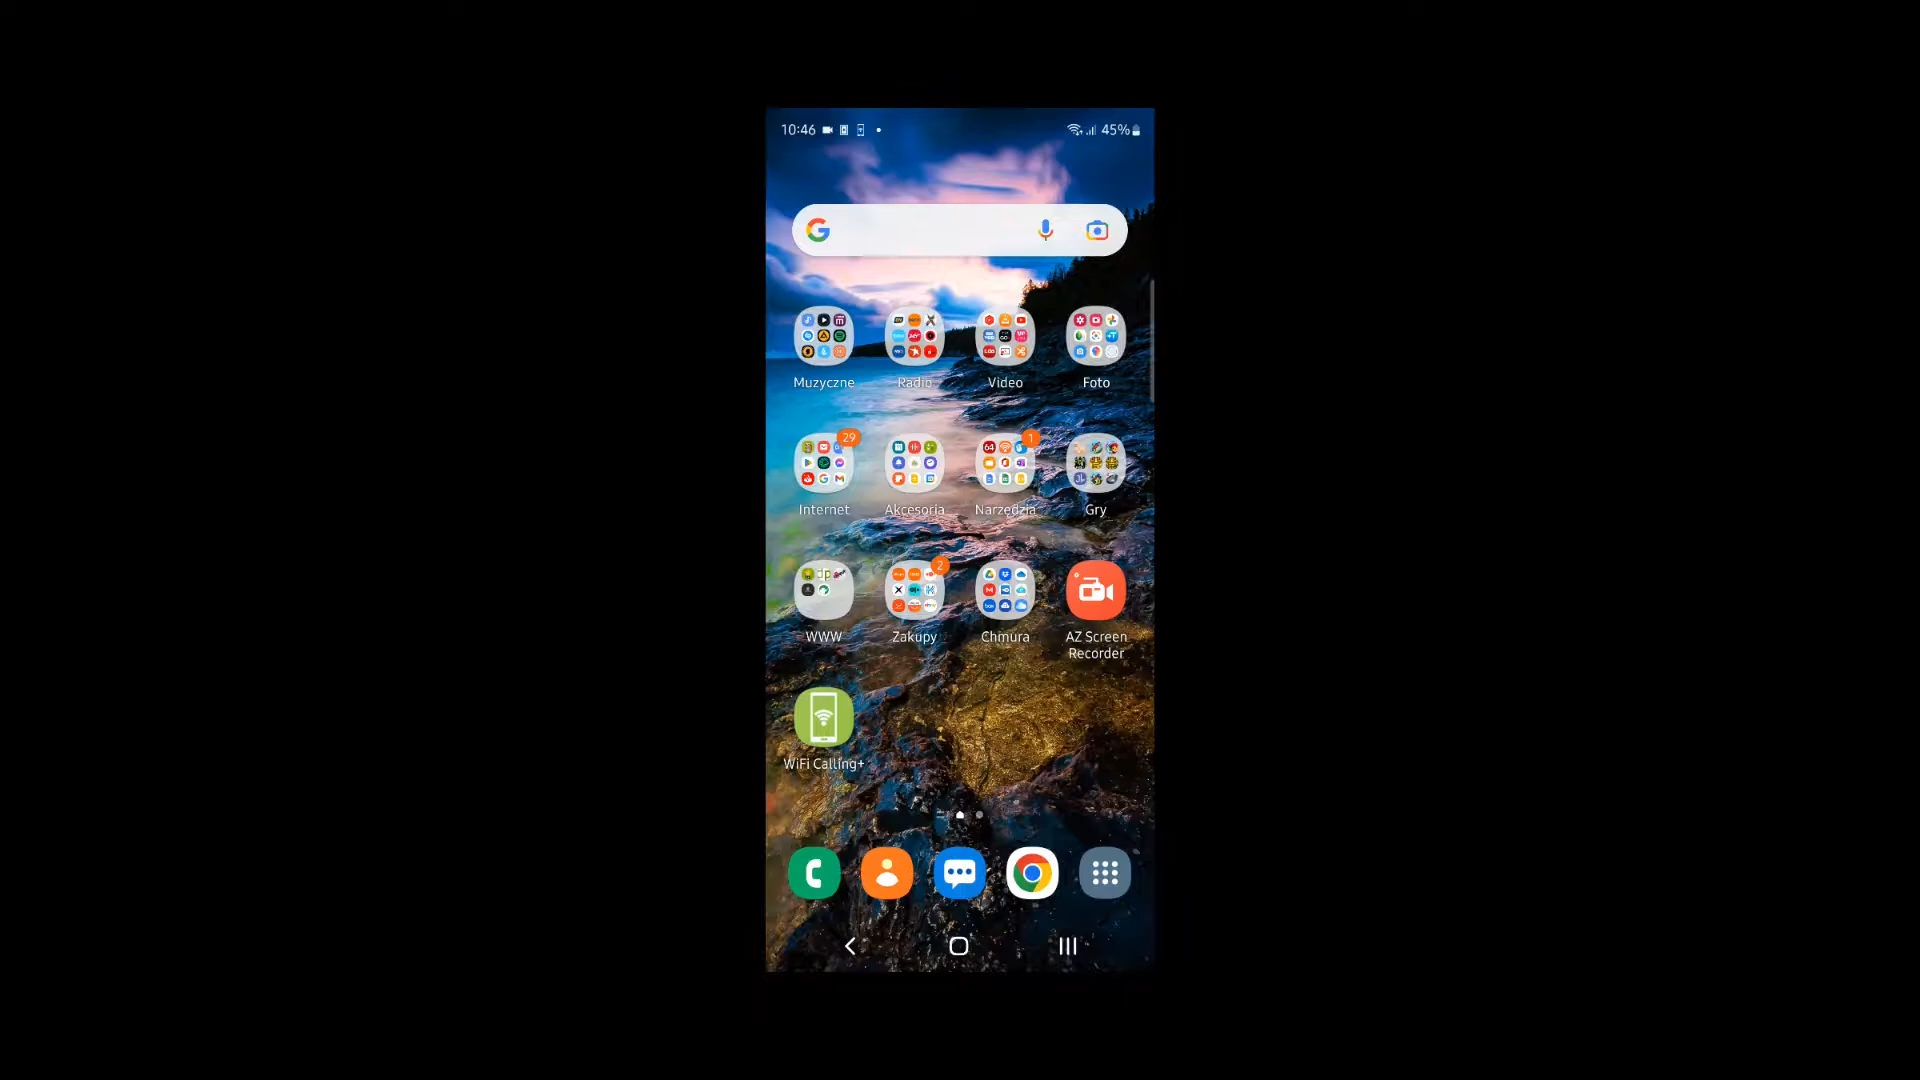 10:46
45%
Muzyczne
Radio
Video
Foto
29
1
Internet
Akcesoria
Narzędzia
Gry
2
WWW
Zakupy
Chmura
AZ Screen
Recorder
WiFi Calling+